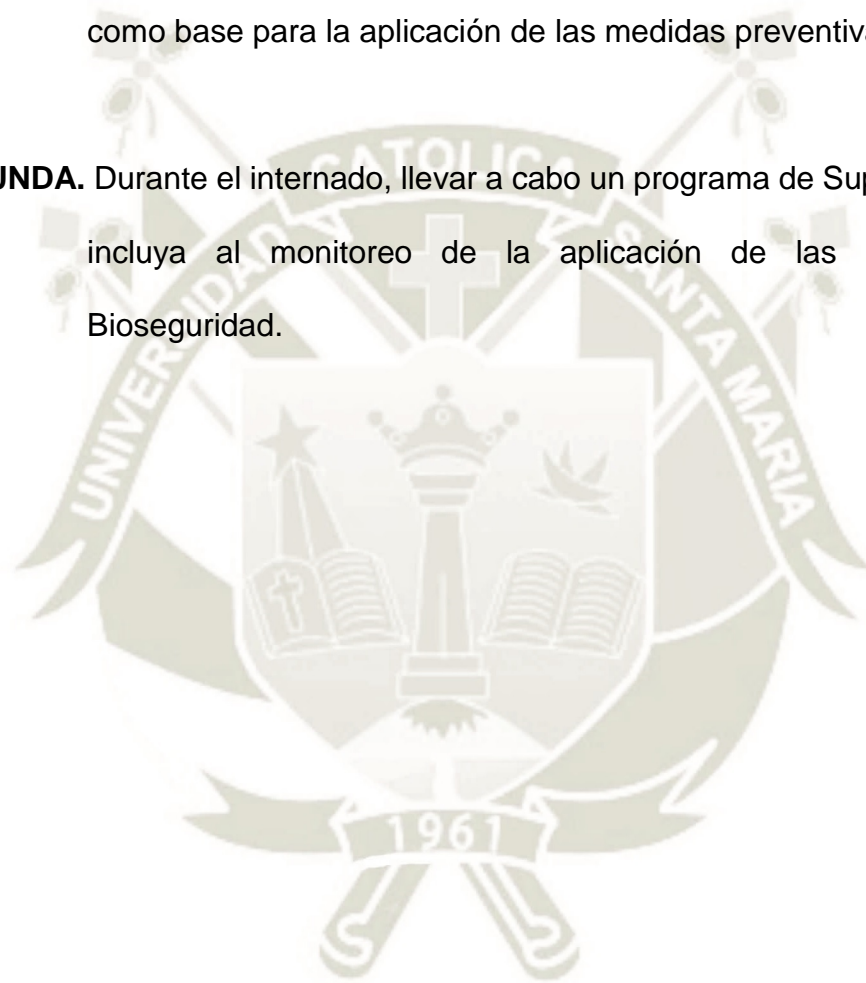 como base para la aplicación de las medidas preventiva
UNDA. Durante el internado, llevar a cabo un programa de Sup
incluya al monitoreo de la aplicación de las
Bioseguridad.
UNIVERSIDAD CATOLICA SANTA MARIA
1961